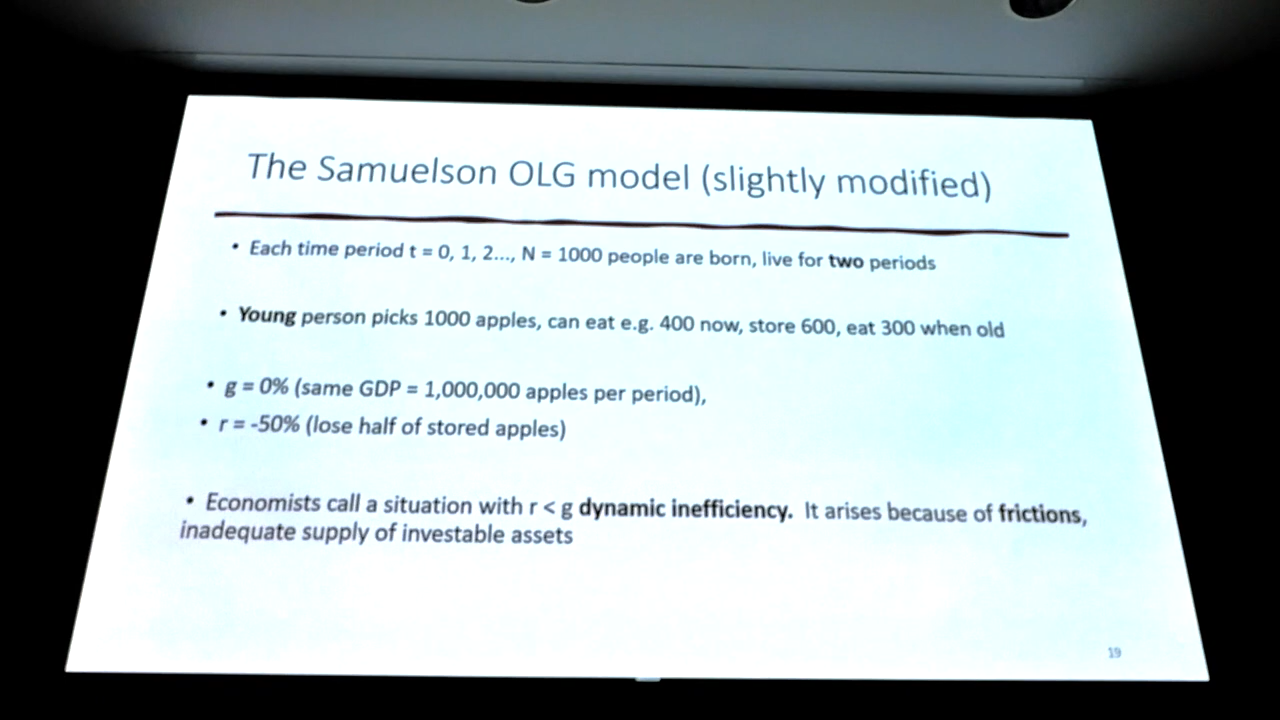 The Samuelson OLG model (slightly modified)
• Each time period t = 0, 1, 2..., N = 1000 people are born, live for two periods
• Young person picks 1000 apples, can eat e.g. 400 now, store 600, eat 300 when old
• g = 0% (same GDP = 1,000,000 apples per period),
• r = -50% (lose half of stored apples)
• Economists call a situation with r < g dynamic inefficiency. It arises because of frictions,
inadequate supply of investable assets
19